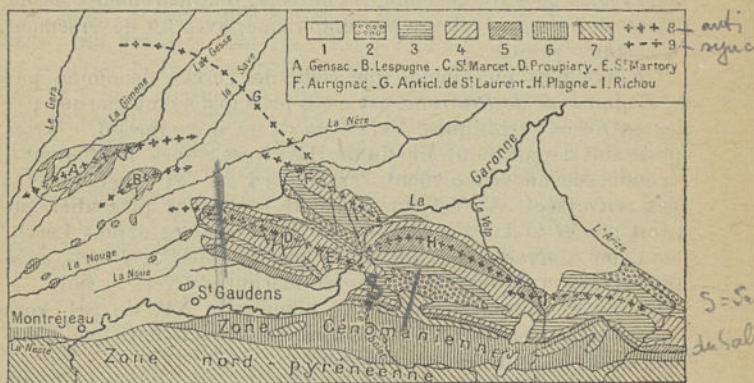 8 — anti
9 — sync
1 2 3 4 5 6 7
A. Gensac _ B. Lespugne _ C. St Marcet _ D. Proupiary _ E. St Martory
F. Aurignac _ G. Anticl. de St Laurent _ H. Plagne _ I. Richou
Le Gers
La Gimone
La Gesse
la Save
G
La Nère
La Garonne
A
B
F
La Volp
L'Arize
D
H
E
La Nouge
La Noue
St Gaudens
Montréjeau
S
La Neste
Zone Cénomanienne
Zone nord-pyrénéenne
du Sal